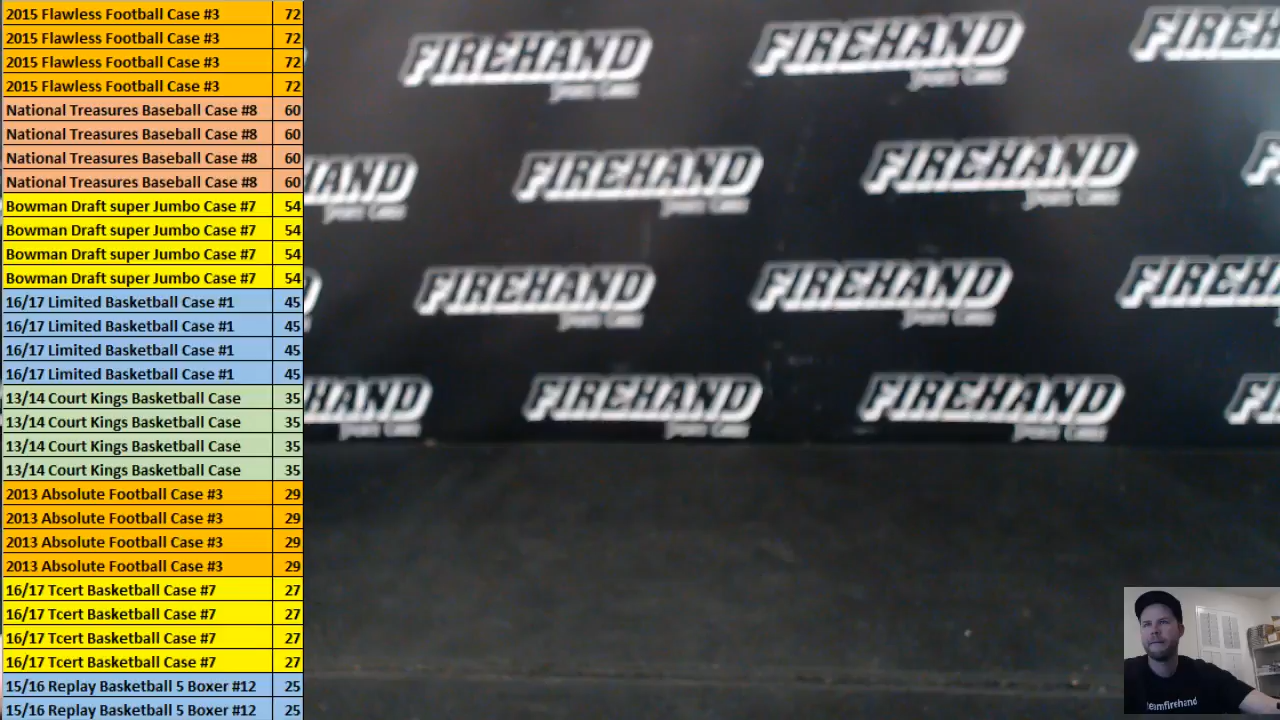 2015 Flawless Football Case #3 72
2015 Flawless Football Case #3 72
2015 Flawless Football Case #3 72
2015 Flawless Football Case #3 72
National Treasures Baseball Case #8 60
National Treasures Baseball Case #8 60
National Treasures Baseball Case #8 60
National Treasures Baseball Case #8 60
Bowman Draft super Jumbo Case #7 54
Bowman Draft super Jumbo Case #7 54
Bowman Draft super Jumbo Case #7 54
Bowman Draft super Jumbo Case #7 54
16/17 Limited Basketball Case #1 45
16/17 Limited Basketball Case #1 45
16/17 Limited Basketball Case #1 45
16/17 Limited Basketball Case #1 45
13/14 Court Kings Basketball Case 35
13/14 Court Kings Basketball Case 35
13/14 Court Kings Basketball Case 35
13/14 Court Kings Basketball Case 35
2013 Absolute Football Case #3 29
2013 Absolute Football Case #3 29
2013 Absolute Football Case #3 29
2013 Absolute Football Case #3 29
16/17 Tcert Basketball Case #7 27
16/17 Tcert Basketball Case #7 27
16/17 Tcert Basketball Case #7 27
16/17 Tcert Basketball Case #7 27
15/16 Replay Basketball 5 Boxer #12 25
15/16 Replay Basketball 5 Boxer #12 25
FIREHAND
FIREHAND
FIREH
HAND
FIREHAND
FIREHAND
FIREHAND
FIREHAND
FIREH
HAND
FIREHAND
FIREHAND
FI
teamfirehand